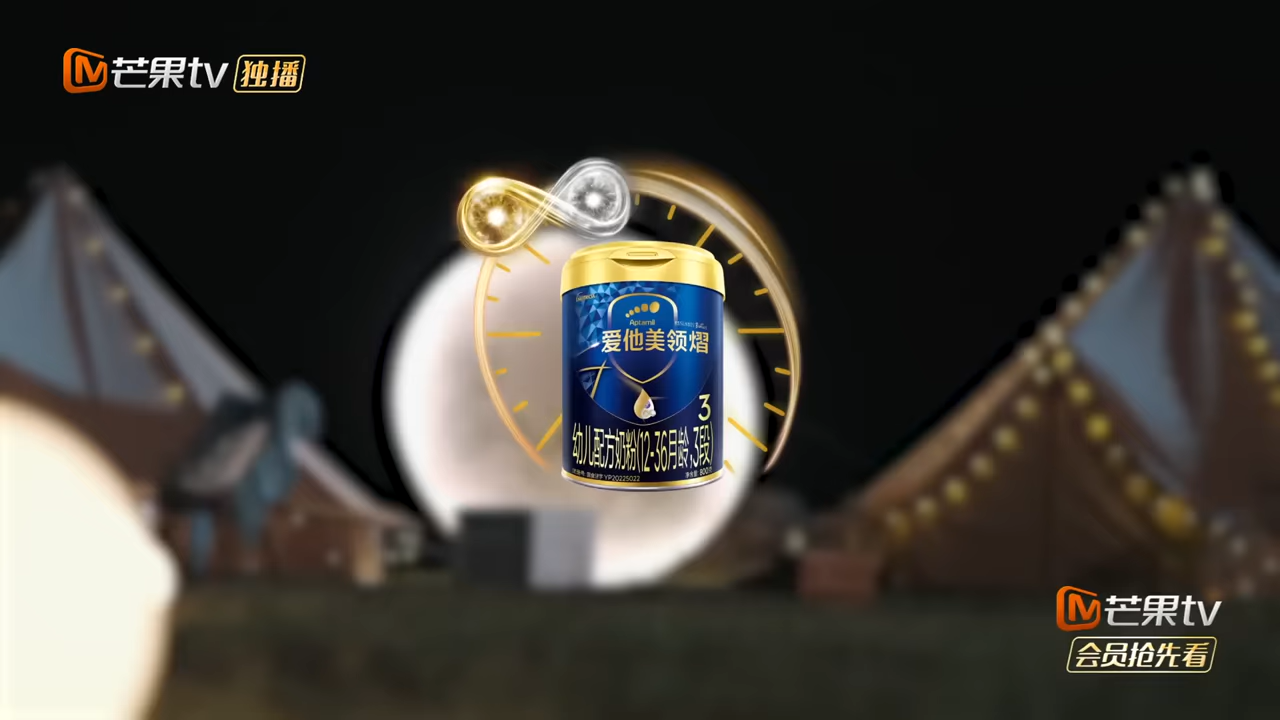 芒果tv 独播
Aptamil
爱他美领熠
3
幼儿配方奶粉(12-36月龄,3段)
芒果tv
会员抢先看